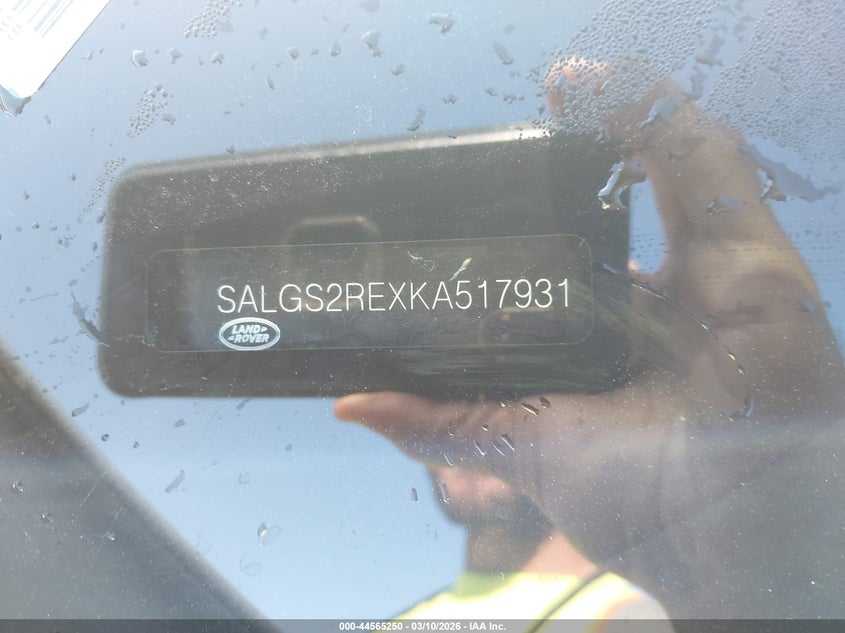 SALGS2REXKA517931
LAND
ROVER
000-44565250 - 03/10/2026 - IAA Inc.